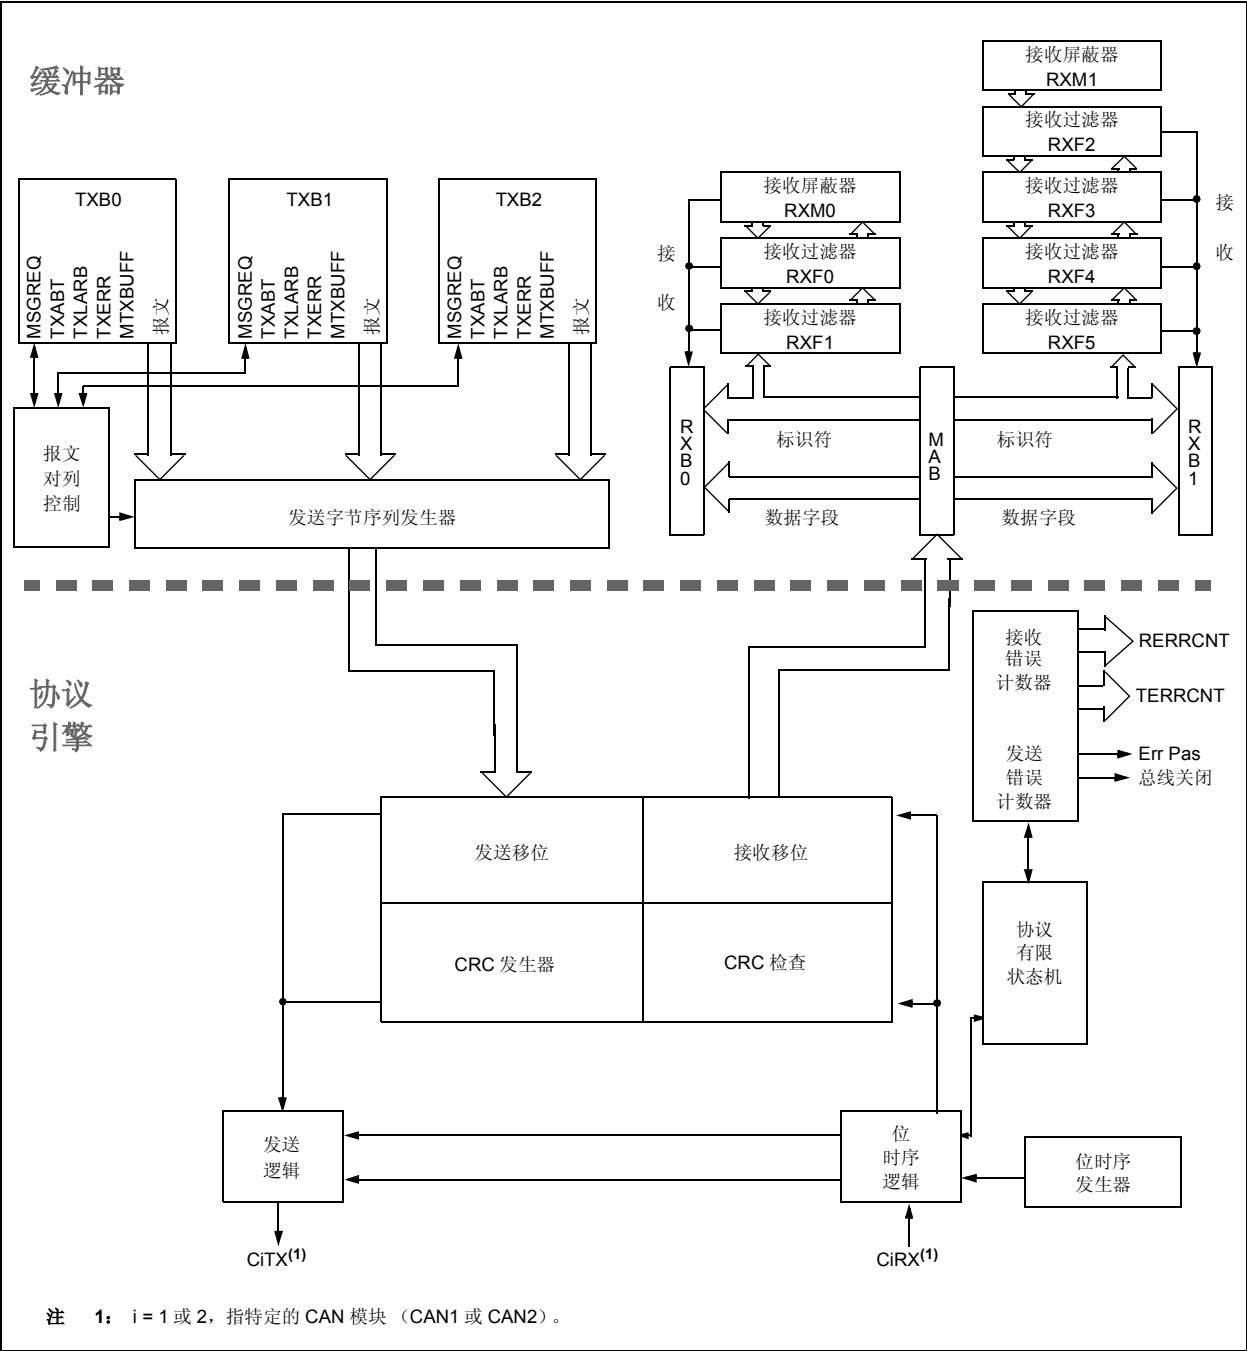 缓冲器
接收屏蔽器
RXM1
接收过滤器
RXF2
接收过滤器
RXF3
接收过滤器
RXF4
接收过滤器
RXF5
接
收
接收屏蔽器
RXM0
接收过滤器
RXF0
接收过滤器
RXF1
接
收
TXB0
MSGREQ
TXABT
TXLARB
TXERR
MTXBUFF
报文
TXB1
MSGREQ
TXABT
TXLARB
TXERR
MTXBUFF
报文
TXB2
MSGREQ
TXABT
TXLARB
TXERR
MTXBUFF
报文
报文
对列
控制
发送字节序列发生器
RXB0
标识符
数据字段
MAB
标识符
数据字段
RXB1
协议
引擎
接收
错误
计数器
发送
错误
计数器
RERRCNT
TERRCNT
Err Pas
总线关闭
发送移位
接收移位
CRC 发生器
CRC 检查
协议
有限
状态机
发送
逻辑
位
时序
逻辑
位时序
发生器
CiTX(1)
CiRX(1)
注 1: i = 1 或 2，指特定的 CAN 模块 （CAN1 或 CAN2）。